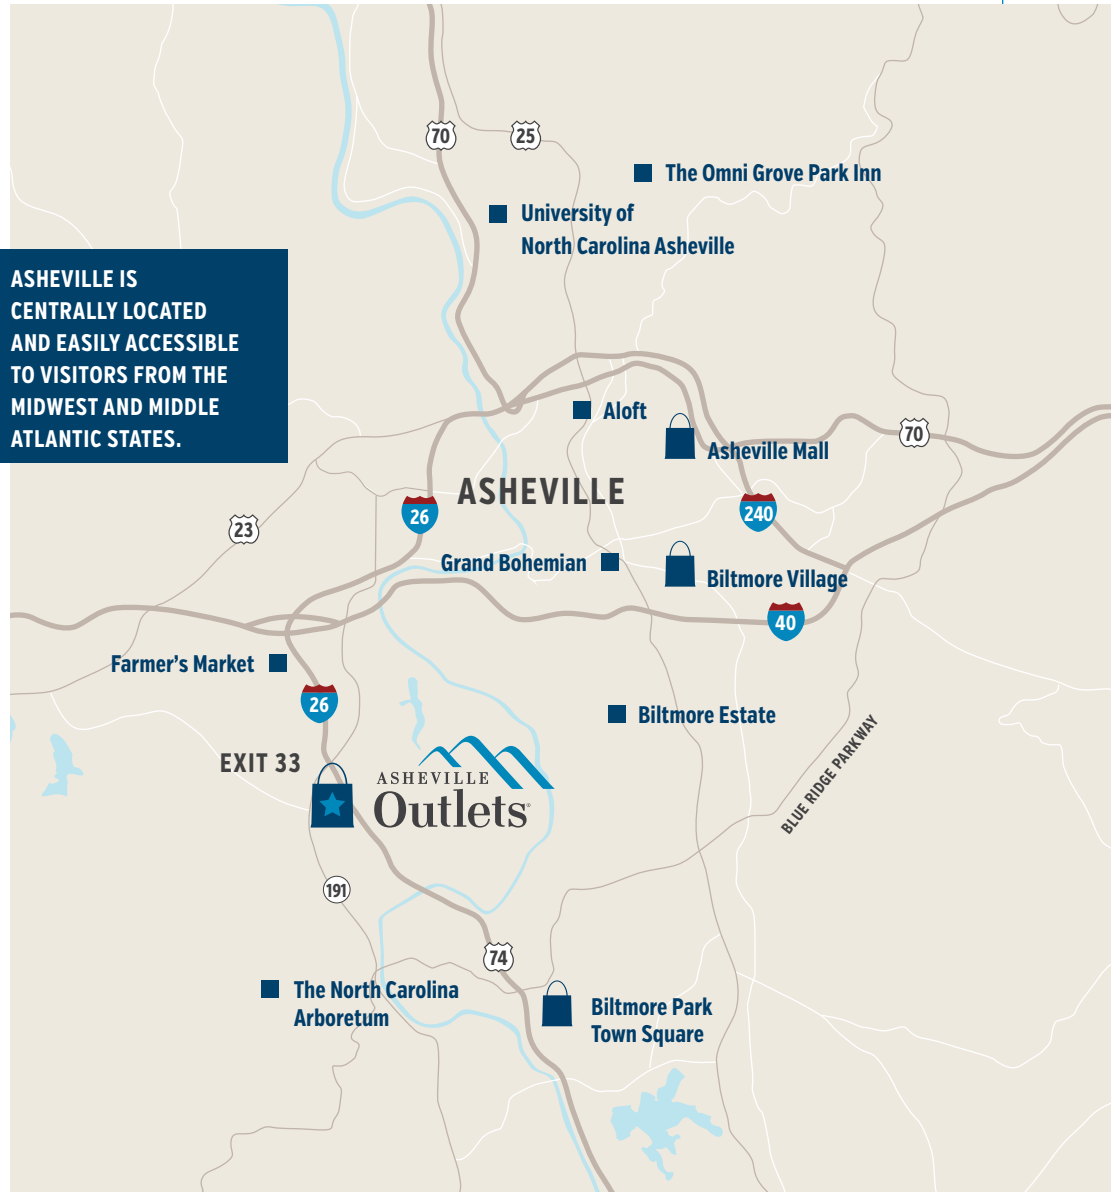 70
25
The Omni Grove Park Inn
University of
North Carolina Asheville
ASHEVILLE IS
CENTRALLY LOCATED
AND EASILY ACCESSIBLE
TO VISITORS FROM THE
MIDWEST AND MIDDLE
ATLANTIC STATES.
Aloft
70
Asheville Mall
ASHEVILLE
26
240
23
Grand Bohemian
Biltmore Village
40
Farmer's Market
26
Biltmore Estate
BLUE RIDGE PARKWAY
EXIT 33
ASHEVILLE
Outlets®
191
74
The North Carolina
Arboretum
Biltmore Park
Town Square